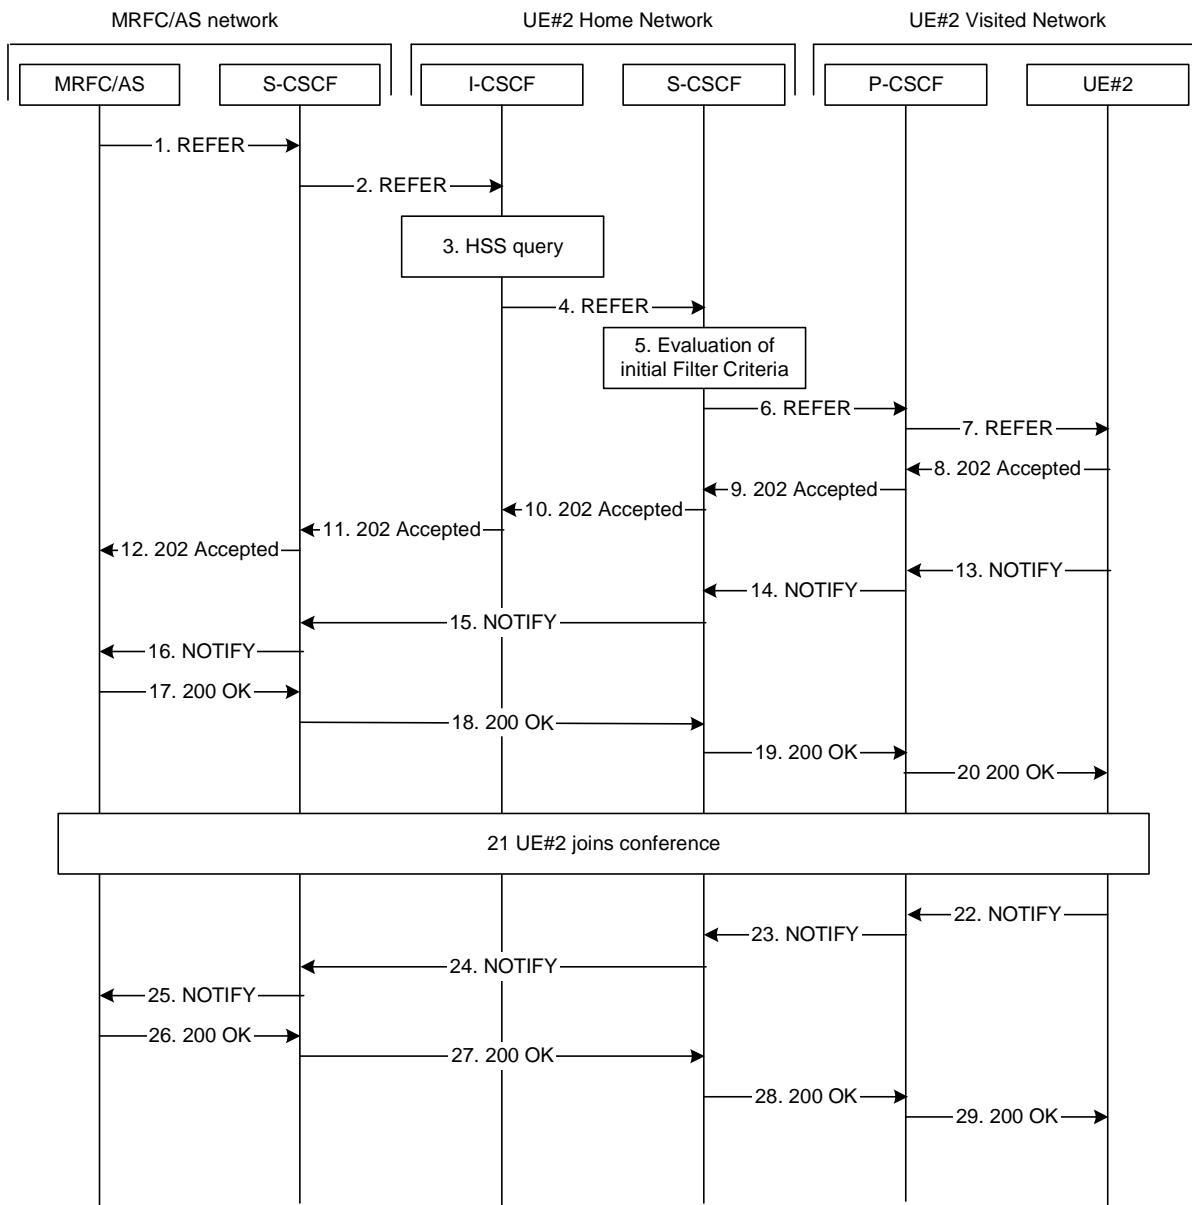 MRFC/AS network
UE#2 Home Network
UE#2 Visited Network
MRFC/AS
S-CSCF
I-CSCF
S-CSCF
P-CSCF
UE#2
1. REFER
2. REFER
3. HSS query
4. REFER
5. Evaluation of
initial Filter Criteria
6. REFER
7. REFER
8. 202 Accepted
9. 202 Accepted
10. 202 Accepted
11. 202 Accepted
12. 202 Accepted
13. NOTIFY
14. NOTIFY
15. NOTIFY
16. NOTIFY
17. 200 OK
18. 200 OK
19. 200 OK
20 200 OK
21 UE#2 joins conference
22. NOTIFY
23. NOTIFY
24. NOTIFY
25. NOTIFY
26. 200 OK
27. 200 OK
28. 200 OK
29. 200 OK